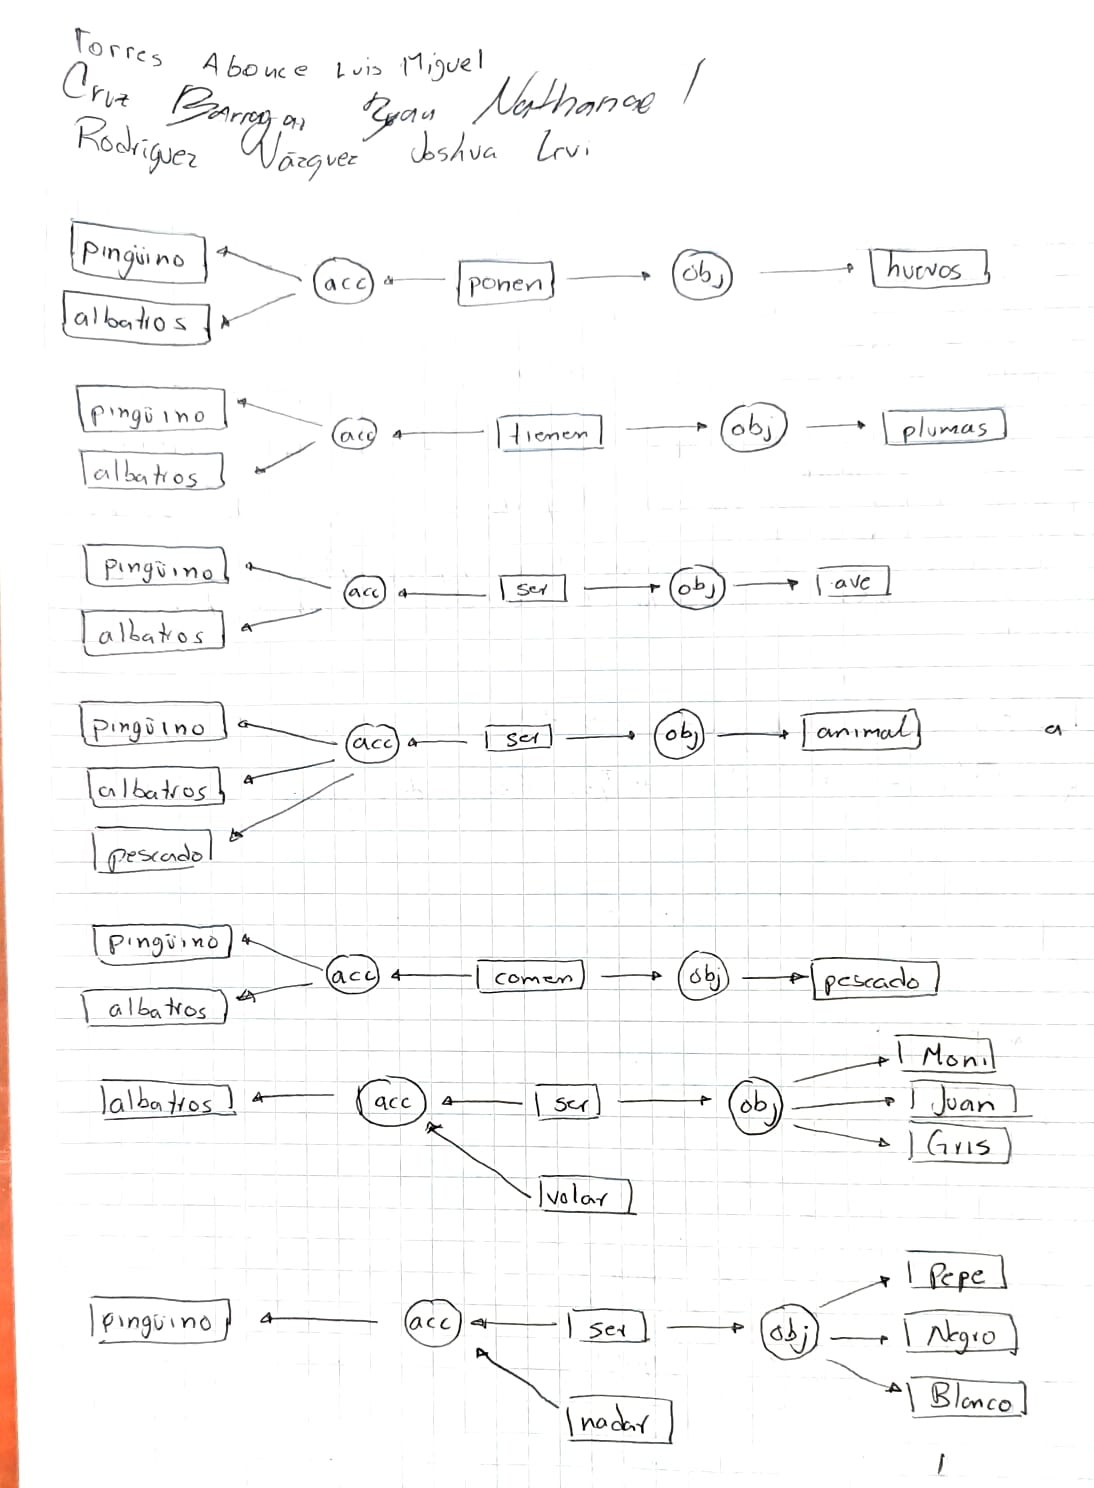 Torres Abonce Luis Miguel
Cruz Barragan Ryan Nathanael
Rodriguez Vázquez Joshua Irvi
pingüino
albatros
acc
ponen
obj
huevos
pingüino
albatros
acc
tienen
obj
plumas
pingüino
albatros
acc
ser
obj
ave
pingüino
albatros
pescado
acc
ser
obj
animal
a
pingüino
albatros
acc
comen
obj
pescado
albatros
acc
ser
volar
obj
Moni
Juan
Gris
pingüino
acc
ser
nadar
obj
Pepe
Negro
Blanco
1